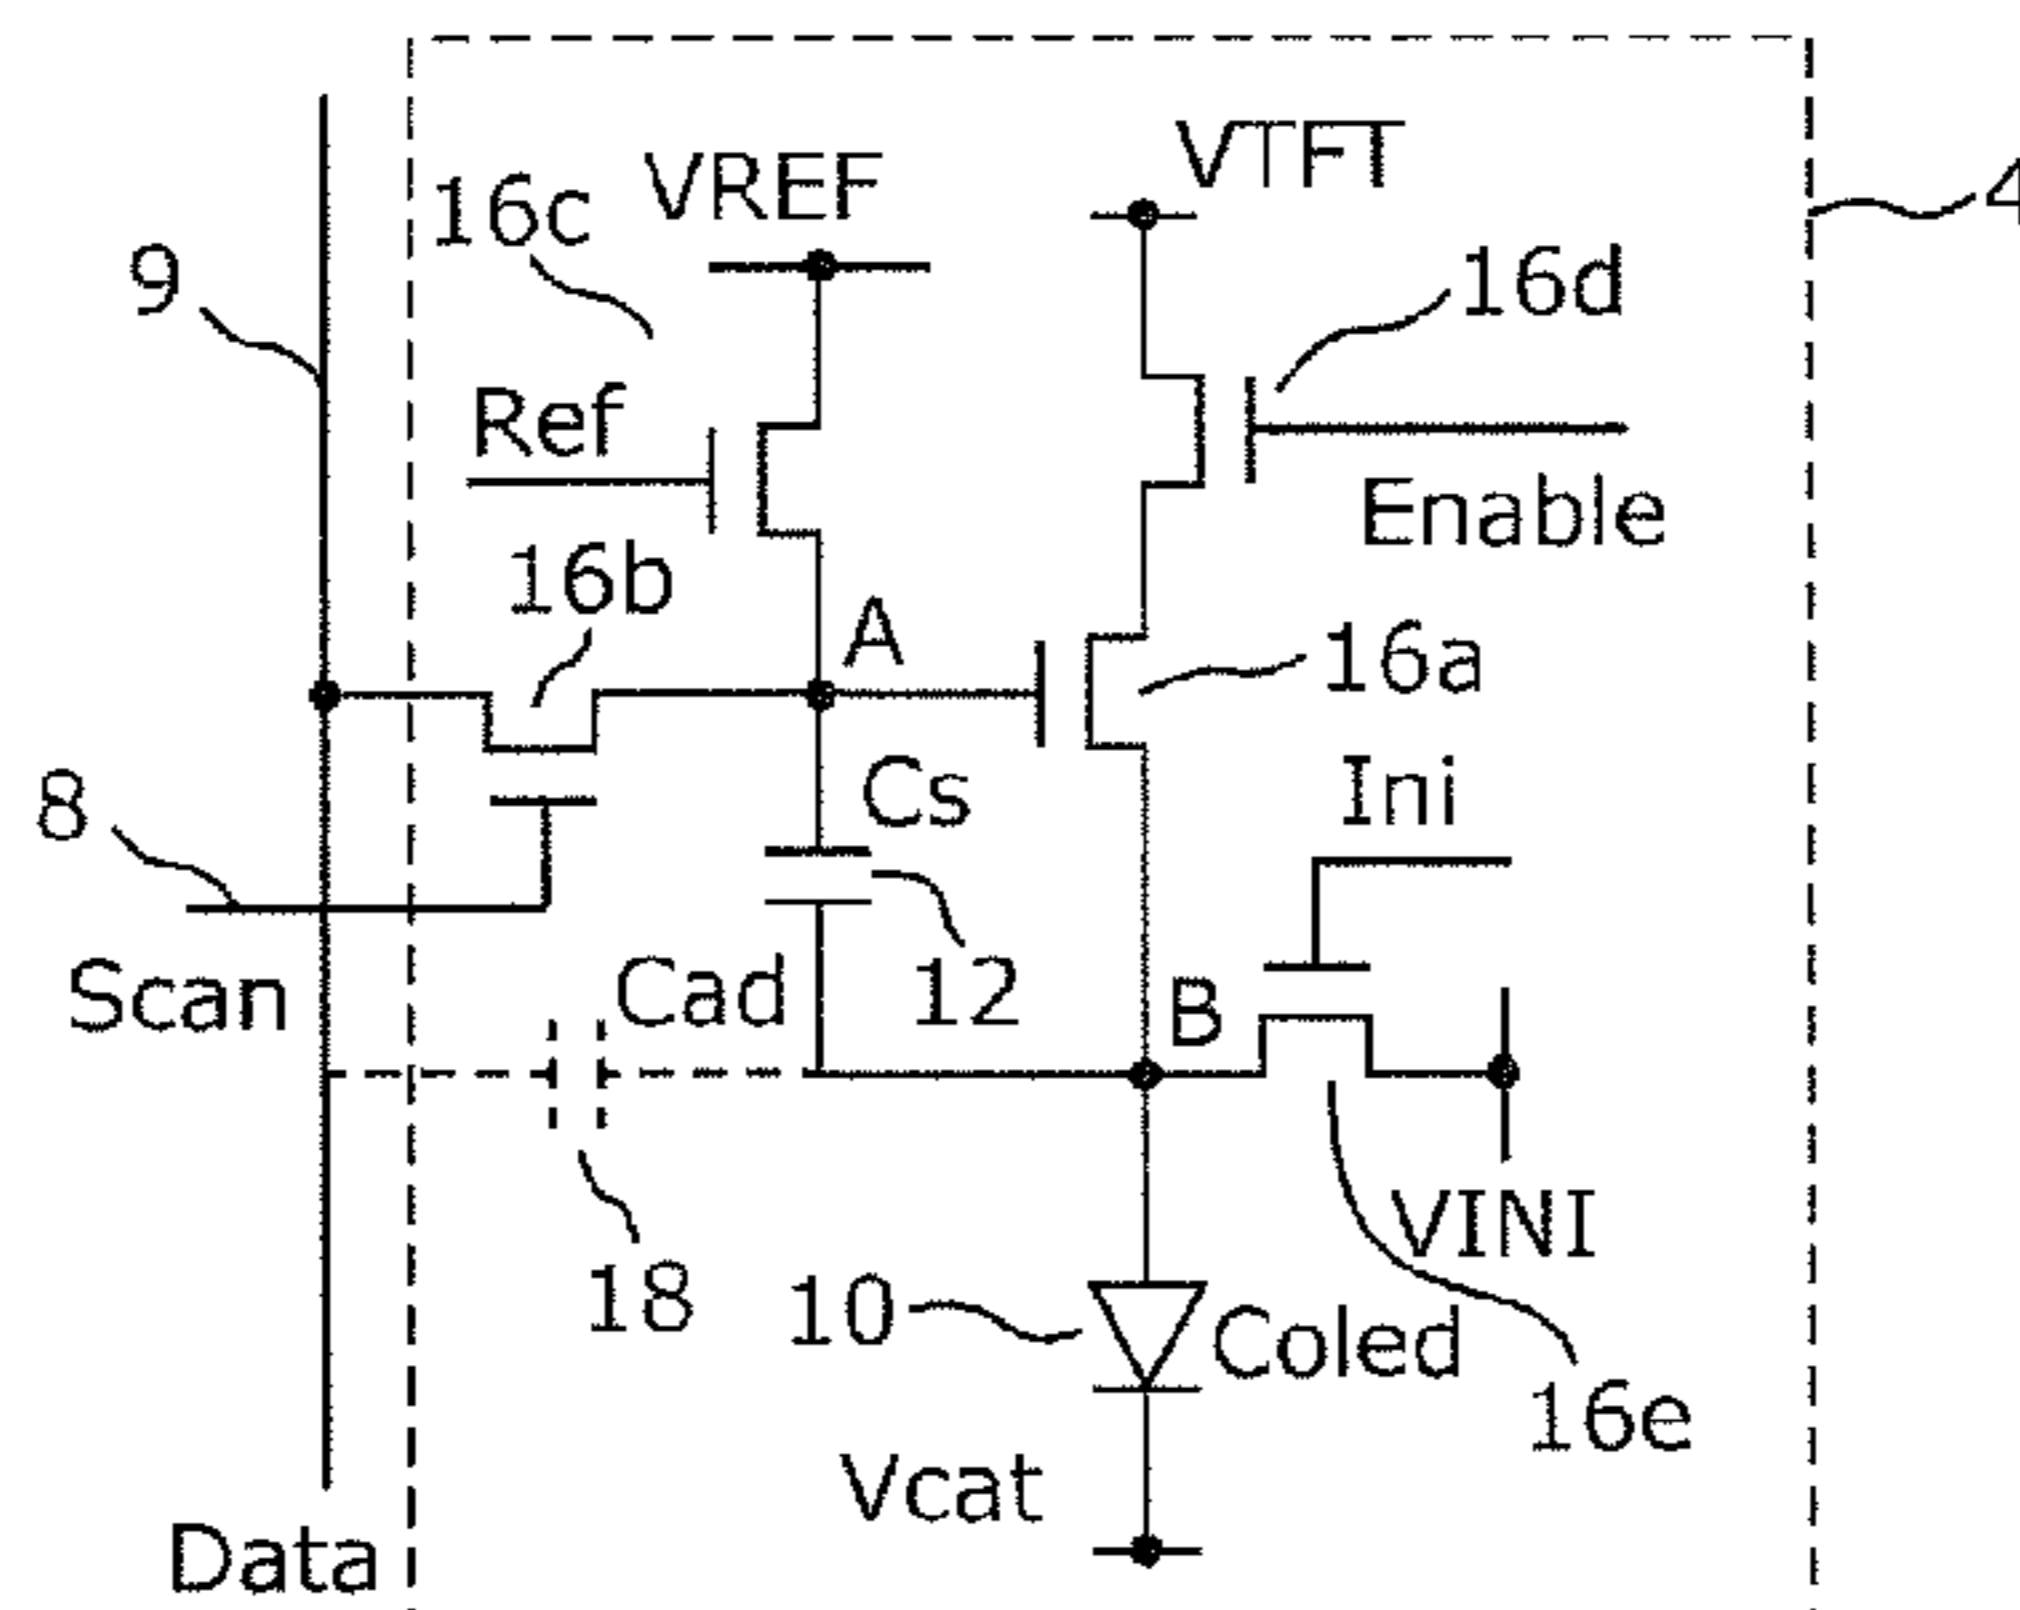 VTFT
VREF
16c
4
9
16d
Ref
Enable
16b
A
16a
Cs
Ini
8
Scan
Cad
12
B
VINI
18
10
Coled
16e
Vcat
Data